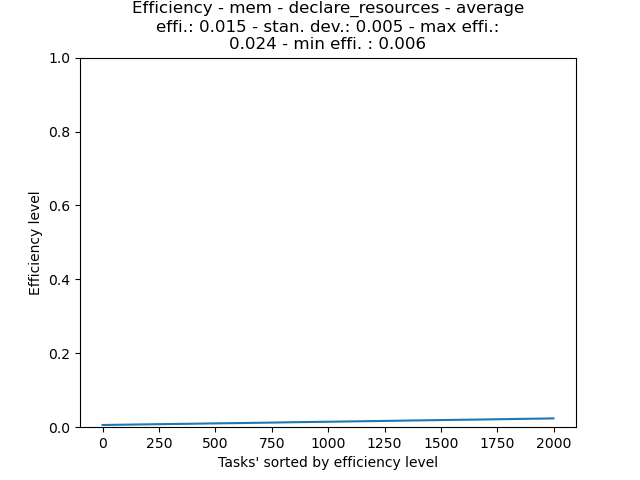 Efficiency - mem - declare_resources - average
effi.: 0.015 - stan. dev.: 0.005 - max effi.:
0.024 - min effi. : 0.006
1.0
0.8
0.6
0.4
0.2
0.0
Efficiency level
0 250 500 750 1000 1250 1500 1750 2000
Tasks' sorted by efficiency level